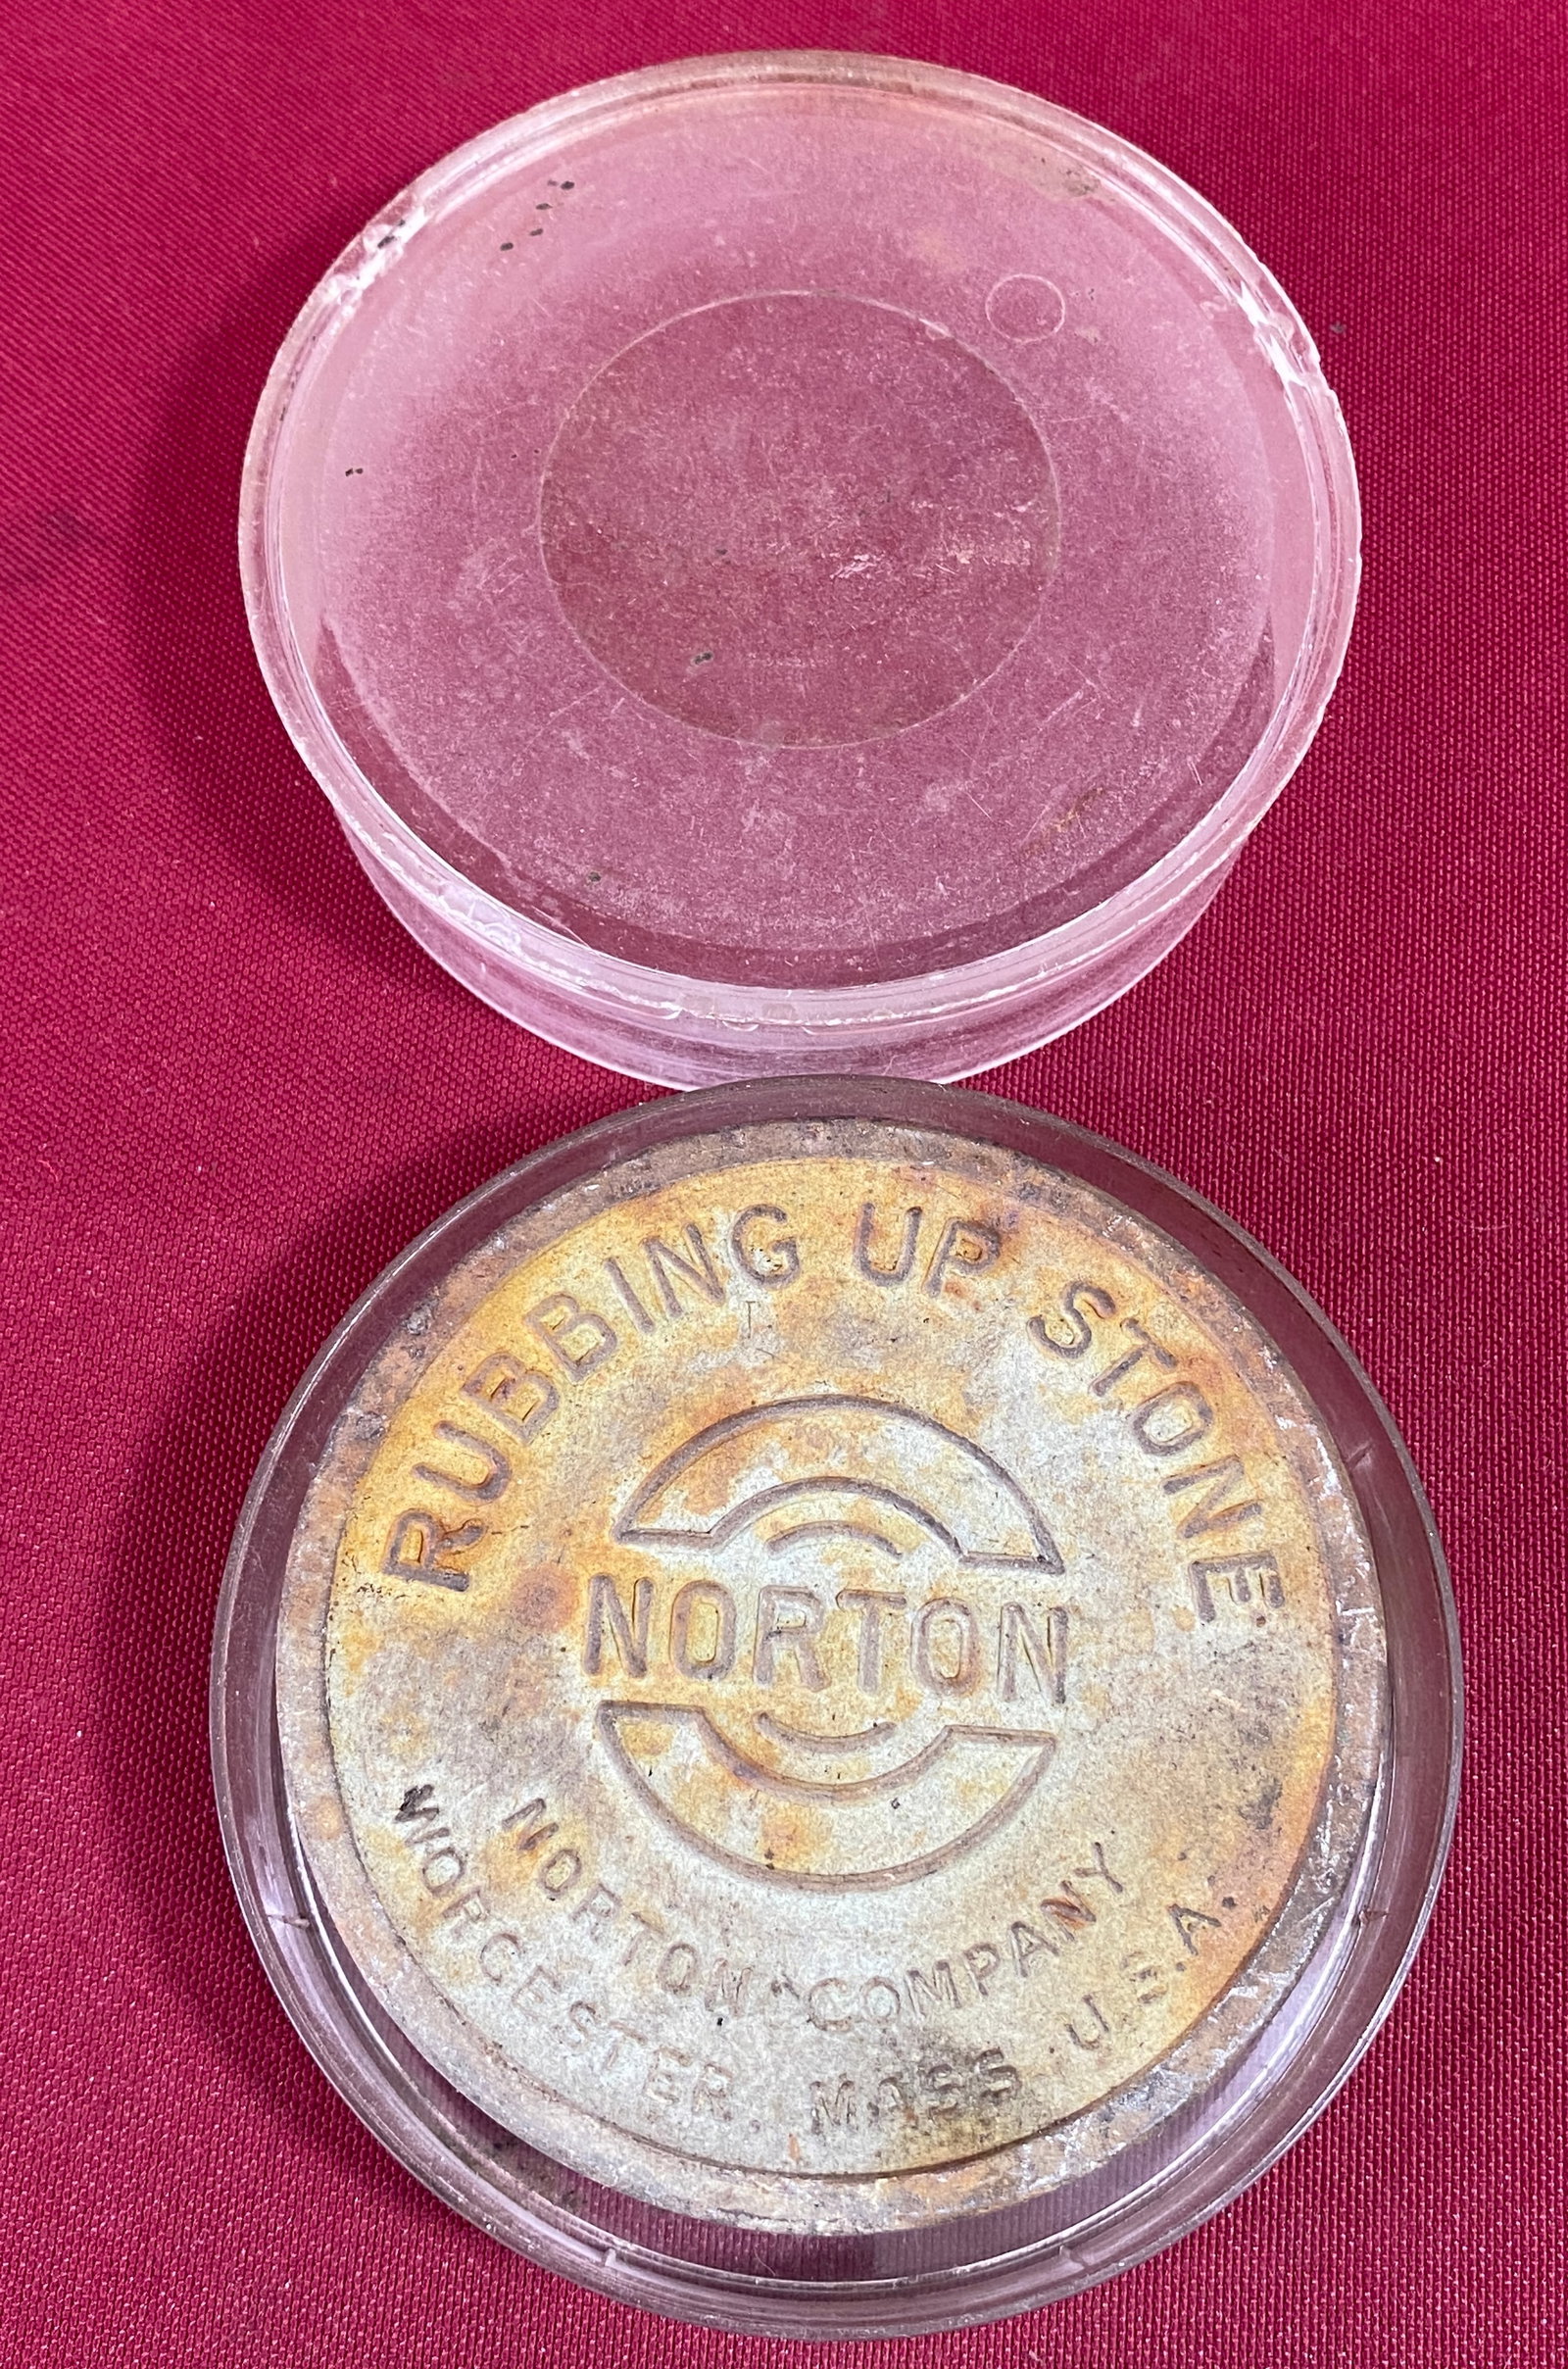 RUBBING UP STONE
NORTON
NORTON COMPANY
WORCESTER, MASS. U.S.A.